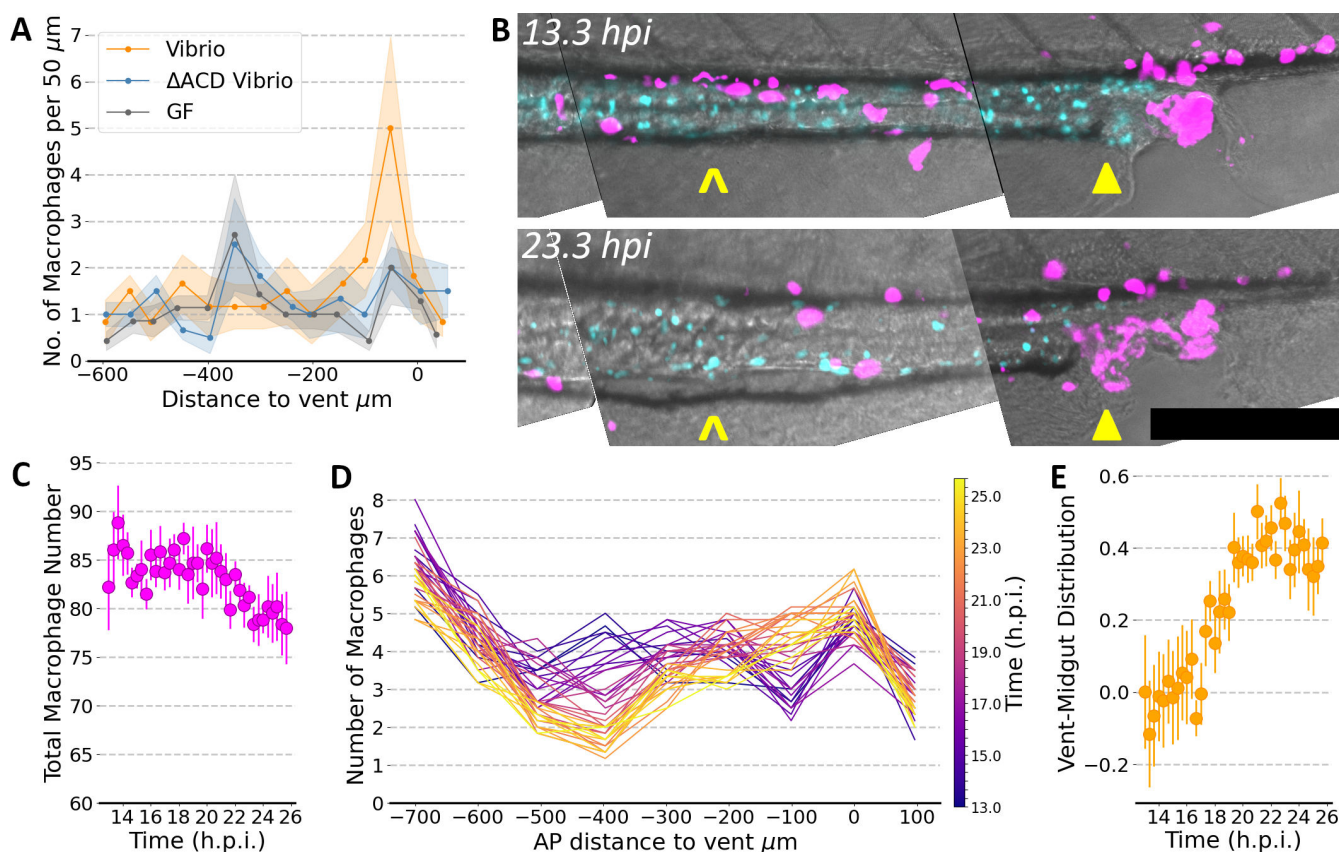 A
No. of Macrophages per 50 μm
7
6
5
4
3
2
1
0
Vibrio
ΔACD Vibrio
GF
−600
−400
−200
0
Distance to vent μm
B
13.3 hpi
23.3 hpi
C
Total Macrophage Number
95
90
85
80
75
70
65
60
14 16 18 20 22 24 26
Time (h.p.i.)
D
Number of Macrophages
8
7
6
5
4
3
2
1
0
−700 −600 −500 −400 −300 −200 −100 0 100
AP distance to vent μm
Time (h.p.i.)
25.0
23.0
21.0
19.0
17.0
15.0
13.0
E
Vent-Midgut Distribution
0.6
0.4
0.2
0.0
−0.2
14 16 18 20 22 24 26
Time (h.p.i.)